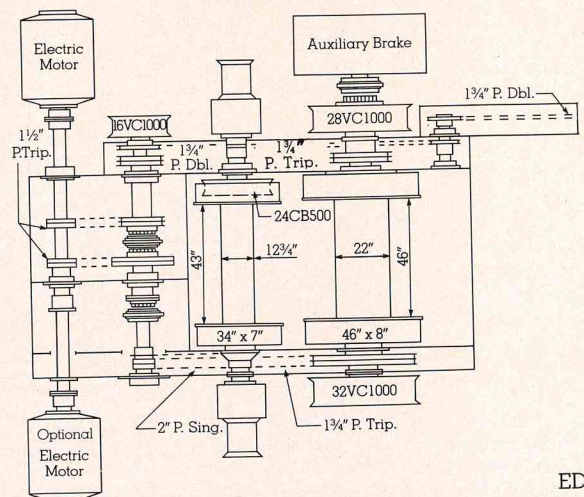 Electric
Motor
Auxiliary Brake
1¾" P. Dbl.
16VC1000
28VC1000
1½"
P.Trip.
1¾"
P. Dbl.
1¾"
P. Trip.
24CB500
43"
12¾"
22"
46"
34" x 7"
46" x 8"
32VC1000
2" P. Sing.
1¾" P. Trip.
Optional
Electric
Motor
ED